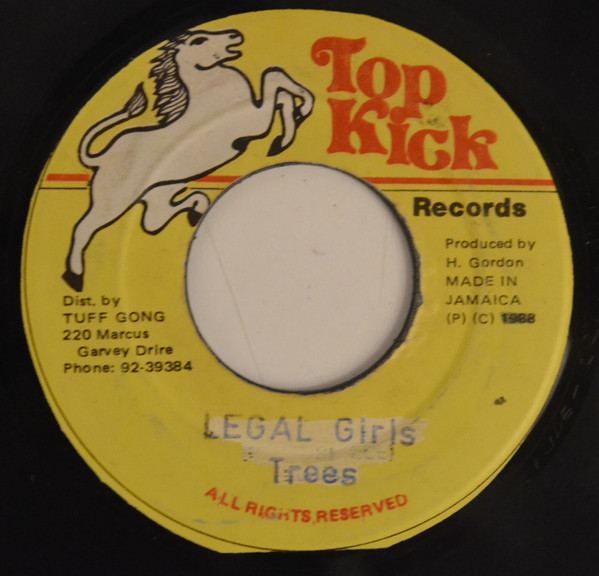 Top
Kick
Records
Produced by
H. Gordon
MADE IN
JAMAICA
(P) (C) 1988
Dist. by
TUFF GONG
220 Marcus
Garvey Drire
Phone: 92-39384
LEGAL Girls
Trees
ALL RIGHTS RESERVED